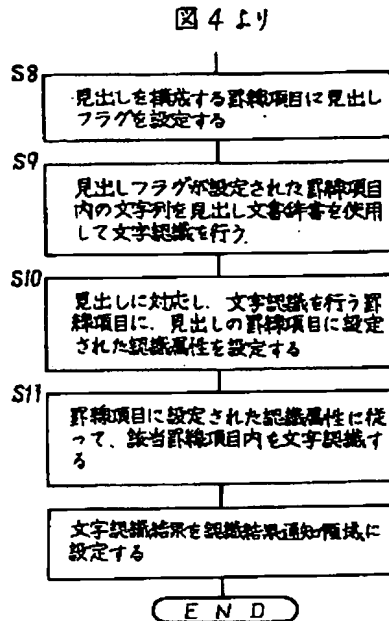 図4より
S8
見出しを構成する罫線項目に見出し
フラグを設定する
S9
見出しフラグが設定された罫線項目
内の文字列を見出し文書辞書を使用
して文字認識を行う
S10
見出しに対応し、文字認識を行う罫
線項目に、見出しの罫線項目に設定
された認識属性を設定する
S11
罫線項目に設定された認識属性に従
って、該当罫線項目内を文字認識す
る
文字認識結果を認識結果通知領域に
設定する
END